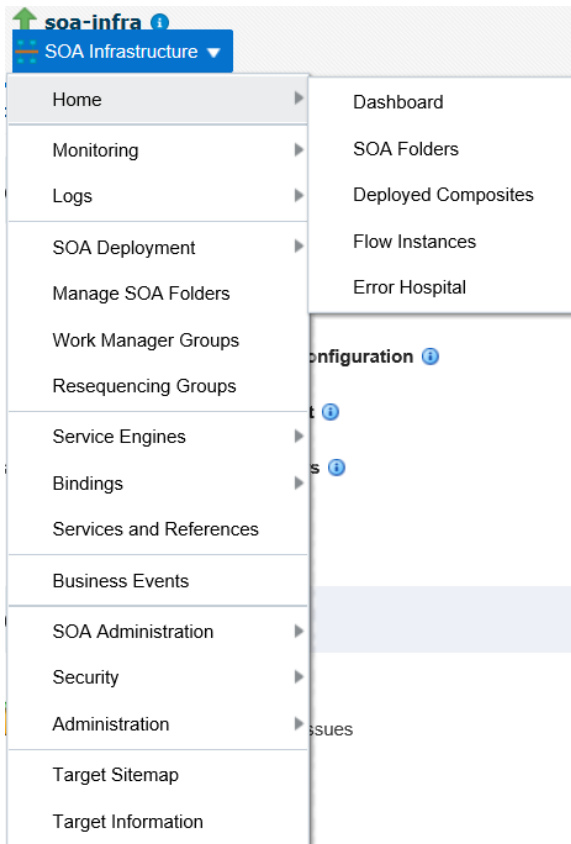 soa-infra
SOA Infrastructure
Home
Monitoring
Logs
SOA Deployment
Manage SOA Folders
Work Manager Groups
Resequencing Groups
Service Engines
Bindings
Services and References
Business Events
SOA Administration
Security
Administration
Target Sitemap
Target Information
Dashboard
SOA Folders
Deployed Composites
Flow Instances
Error Hospital
onfiguration
t
s
ssues